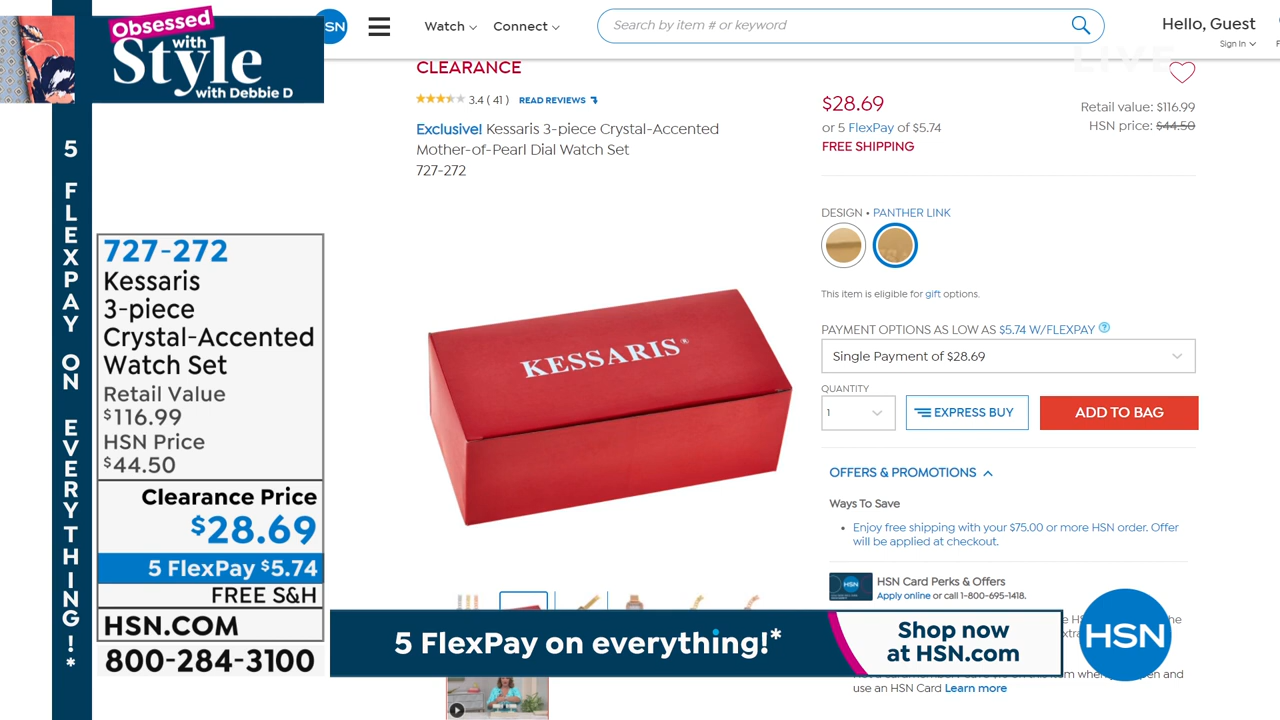 Obsessed
with
Style
with Debbie D
5 FLEXPAY ON EVERYTHING!*
727-272
Kessaris
3-piece
Crystal-Accented
Watch Set
Retail Value
$116.99
HSN Price
$44.50
Clearance Price
$28.69
5 FlexPay $5.74
FREE S&H
HSN.COM
800-284-3100
Watch
Connect
Search by item # or keyword
Hello, Guest
Sign In
LIVE
CLEARANCE
3.4 ( 41 ) READ REVIEWS
Exclusive! Kessaris 3-piece Crystal-Accented
Mother-of-Pearl Dial Watch Set
727-272
KESSARIS®
$28.69
or 5 FlexPay of $5.74
FREE SHIPPING
Retail value: $116.99
HSN price: $44.50
DESIGN • PANTHER LINK
This item is eligible for gift options.
PAYMENT OPTIONS AS LOW AS $5.74 W/FLEXPAY ?
Single Payment of $28.69
QUANTITY
1
EXPRESS BUY
ADD TO BAG
OFFERS & PROMOTIONS
Ways To Save
• Enjoy free shipping with your $75.00 or more HSN order. Offer
will be applied at checkout.
HSN
HSN Card Perks & Offers
Apply online or call 1-800-695-1418.
use an HSN Card Learn more
5 FlexPay on everything!*
Shop now
at HSN.com
HSN